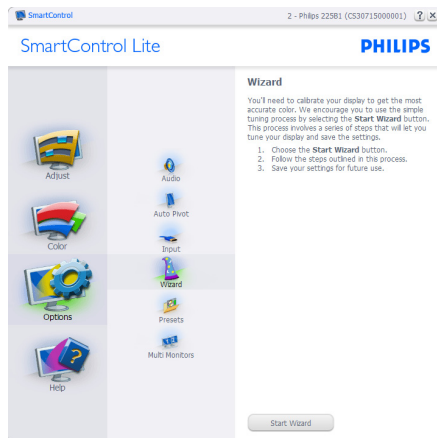 SmartControl
2 - Philips 225B1 (CS30715000001)
SmartControl Lite
PHILIPS
Adjust
Color
Options
Help
Audio
Auto Pivot
Input
Wizard
Presets
Multi Monitors
Wizard
You'll need to calibrate your display to get the most
accurate color. We encourage you to use the simple
tuning process by selecting the Start Wizard button.
This process involves a series of steps that will let you
tune your display and save the settings.
1. Choose the Start Wizard button.
2. Follow the steps outlined in this process.
3. Save your settings for future use.
Start Wizard